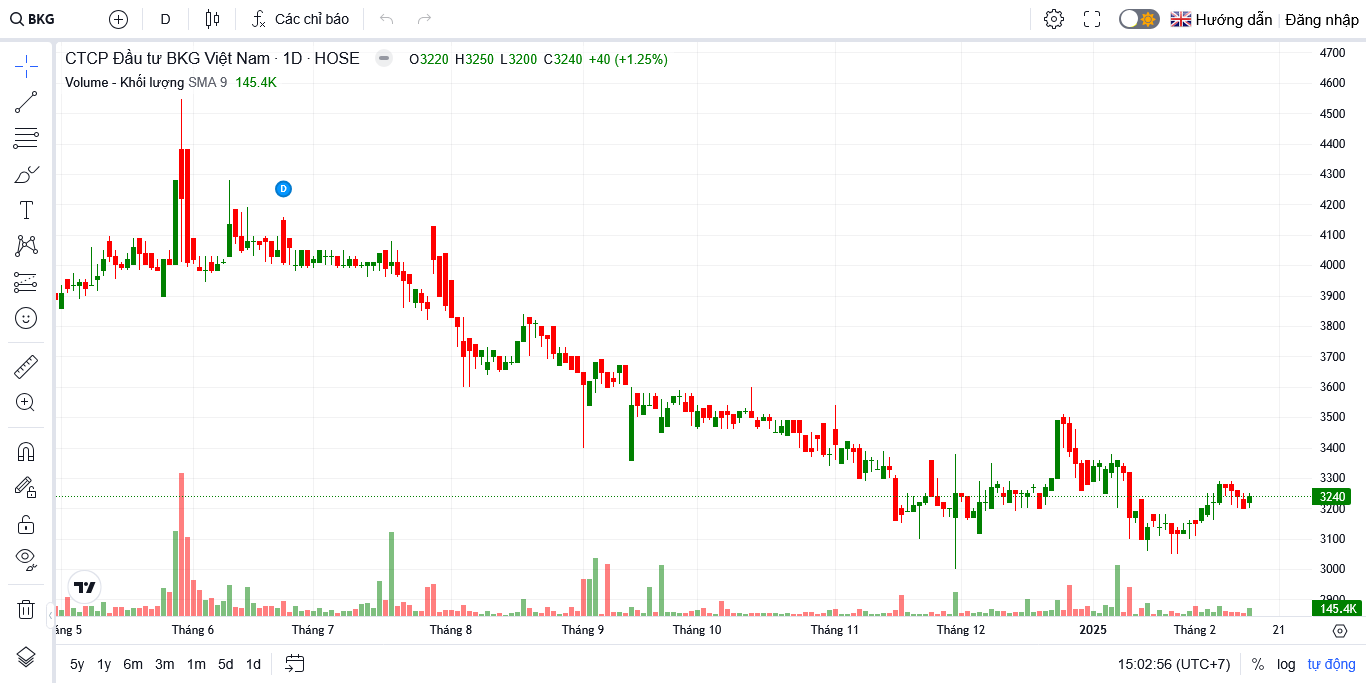 BKG D Các chỉ báo Hướng dẫn Đăng nhập
CTCP Đầu tư BKG Việt Nam · 1D · HOSE O3220 H3250 L3200 C3240 +40 (+1.25%)
Volume - Khối lượng SMA 9 145.4K
D
4700
4600
4500
4400
4300
4200
4100
4000
3900
3800
3700
3600
3500
3400
3300
3240
3200
3100
3000
2900
145.4K
áng 5 Tháng 6 Tháng 7 Tháng 8 Tháng 9 Tháng 10 Tháng 11 Tháng 12 2025 Tháng 2 21
5y 1y 6m 3m 1m 5d 1d 15:02:56 (UTC+7) % log tự động